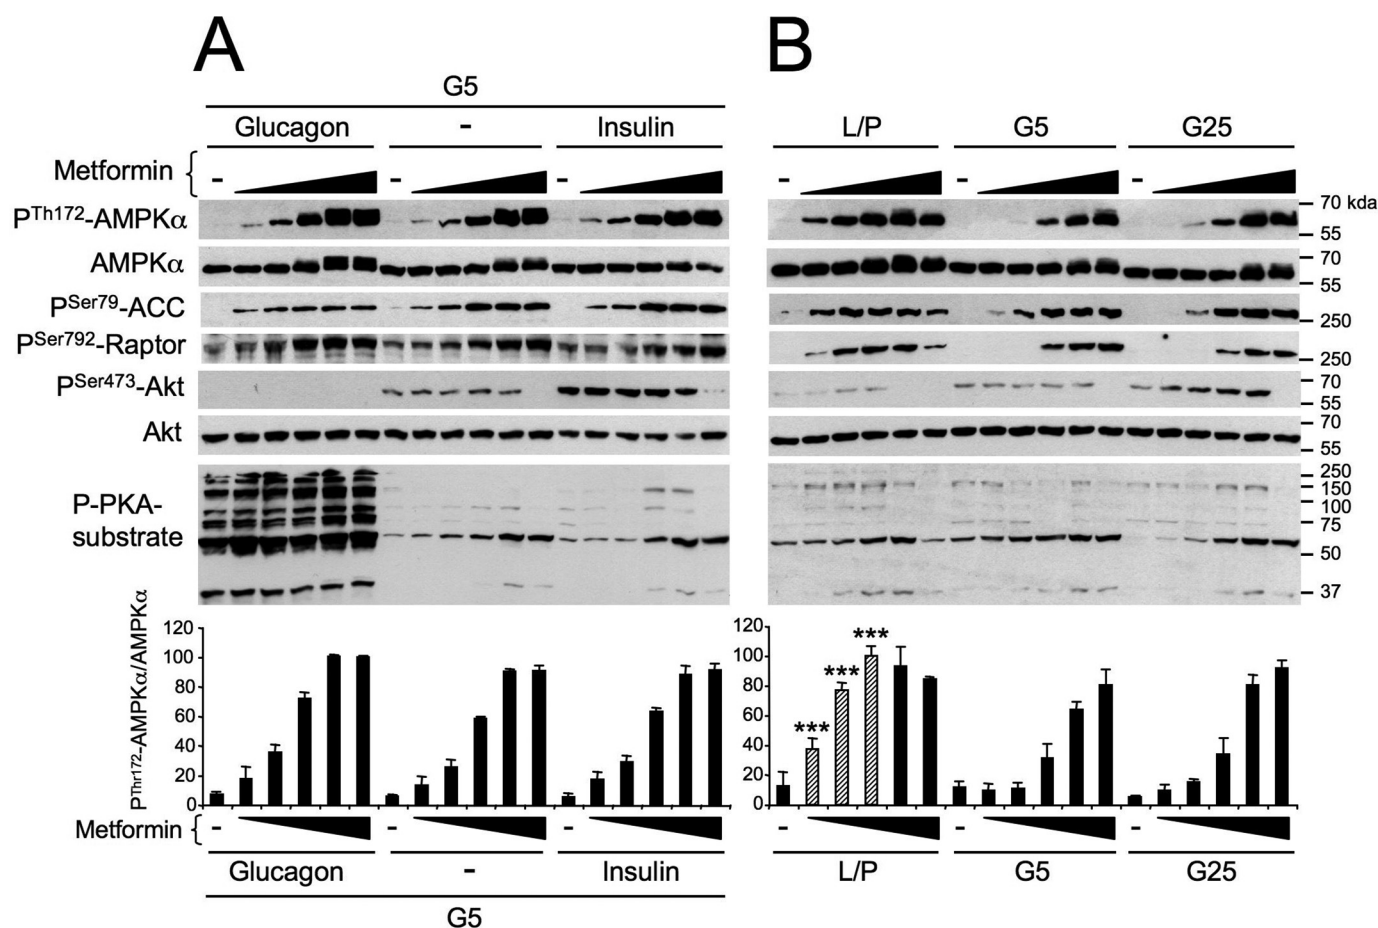 A B
G5
Glucagon - Insulin L/P G5 G25
Metformin - - - - - -
PTh172-AMPKα 70 kda
55
AMPKα 70
55
PSer79-ACC 250
PSer792-Raptor 250
PSer473-Akt 70
55
Akt 70
55
P-PKA-substrate 250
150
100
75
50
37
PThr172-AMPKα/AMPKα
120 120
100 100
80 80
60 60
40 40
20 20
0 0
*** *** ***
Metformin - - - - - -
Glucagon - Insulin L/P G5 G25
G5